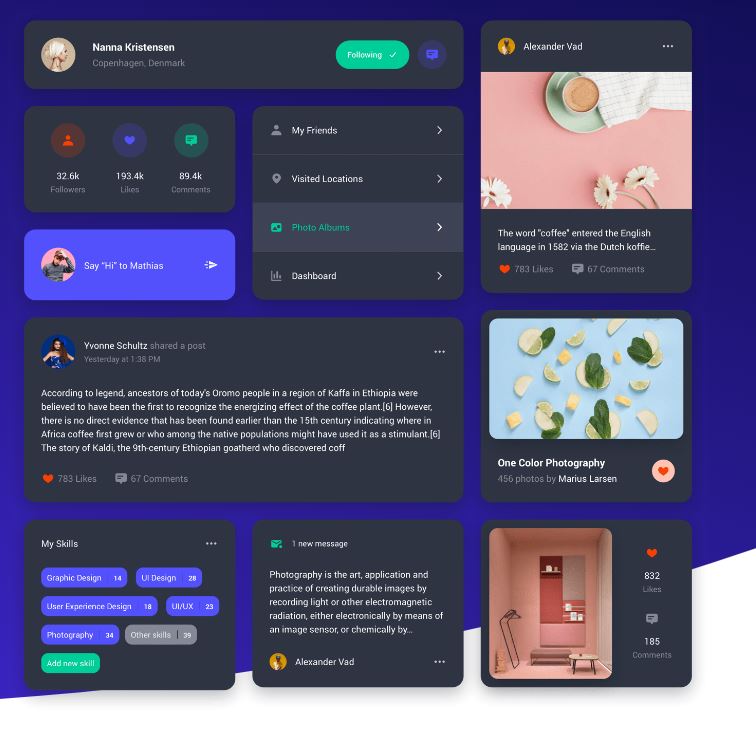 Nanna Kristensen
Copenhagen, Denmark
Following
32.6k
Followers
193.4k
Likes
89.4k
Comments
Say “Hi” to Mathias
My Friends
Visited Locations
Photo Albums
Dashboard
Alexander Vad
The word "coffee" entered the English
language in 1582 via the Dutch koffie...
783 Likes
67 Comments
Yvonne Schultz shared a post
Yesterday at 1:38 PM
According to legend, ancestors of today's Oromo people in a region of Kaffa in Ethiopia were
believed to have been the first to recognize the energizing effect of the coffee plant.[6] However,
there is no direct evidence that has been found earlier than the 15th century indicating where in
Africa coffee first grew or who among the native populations might have used it as a stimulant.[6]
The story of Kaldi, the 9th-century Ethiopian goatherd who discovered coff
783 Likes
67 Comments
One Color Photography
456 photos by Marius Larsen
My Skills
Graphic Design 14
UI Design 28
User Experience Design 18
UI/UX 23
Photography 34
Other skills 39
Add new skill
1 new message
Photography is the art, application and
practice of creating durable images by
recording light or other electromagnetic
radiation, either electronically by means of
an image sensor, or chemically by...
Alexander Vad
832
Likes
185
Comments